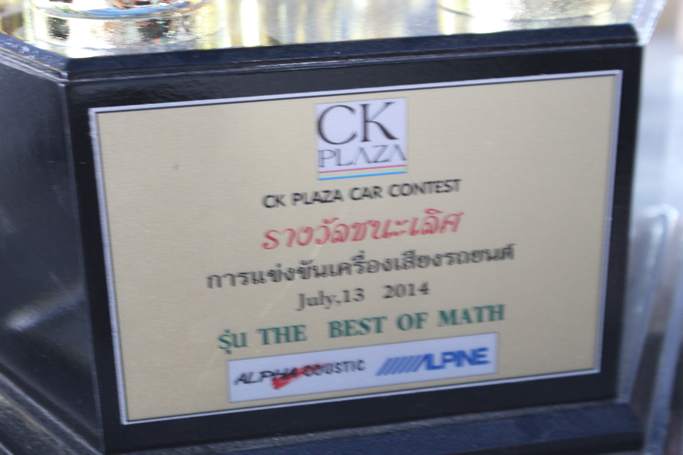 CK
PLAZA
CK PLAZA CAR CONTEST
รางวัลชนะเลิศ
การแข่งขันเครื่องเสียงรถยนต์
July,13 2014
รุ่น THE BEST OF MATH
ALPHACOUSTIC ALPINE